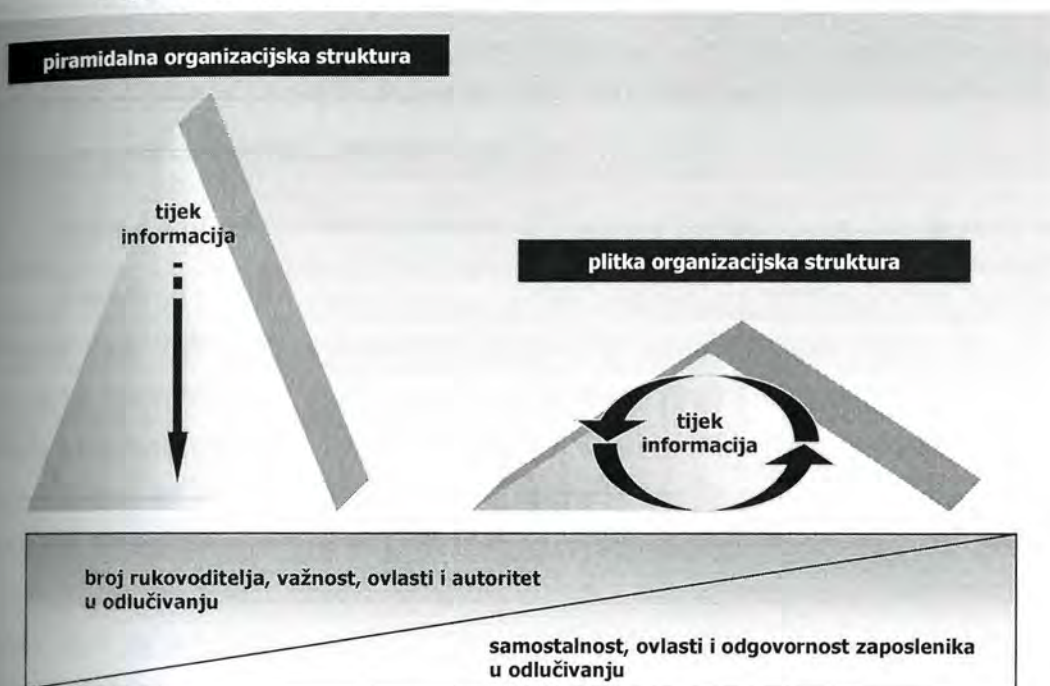 piramidalna organizacijska struktura
tijek
informacija
plitka organizacijska struktura
tijek
informacija
broj rukovoditelja, važnost, ovlasti i autoritet
u odlučivanju
samostalnost, ovlasti i odgovornost zaposlenika
u odlučivanju